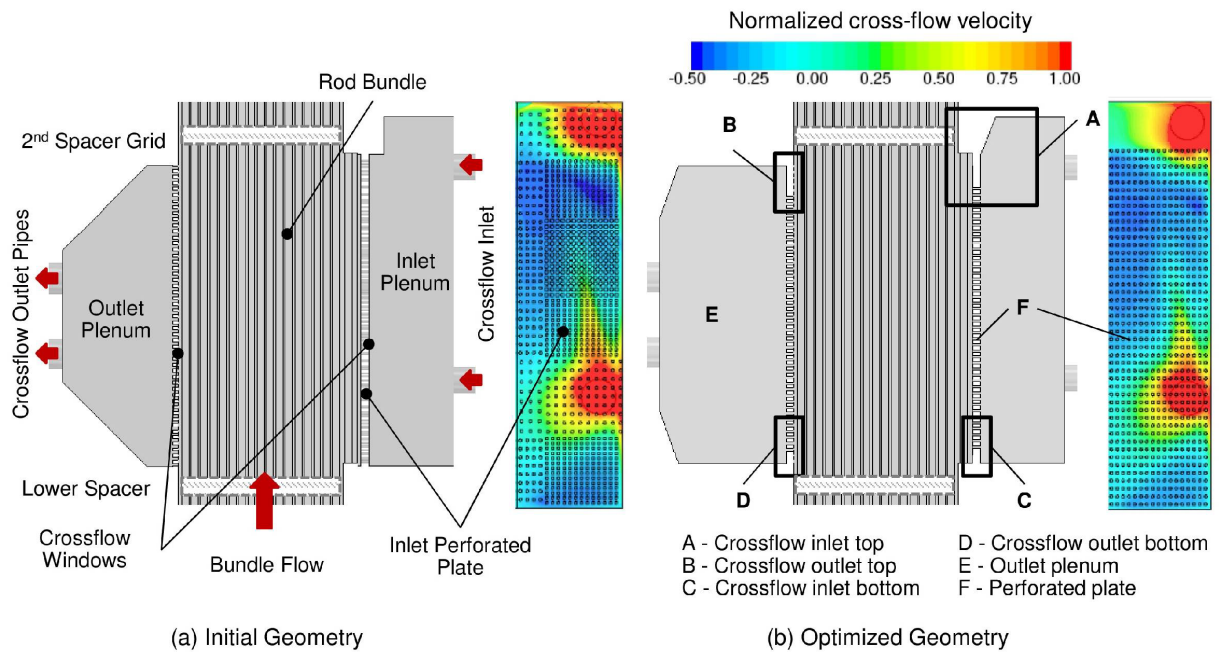 Normalized cross-flow velocity
-0.50 -0.25 0.00 0.25 0.50 0.75 1.00
Rod Bundle
2nd Spacer Grid
Crossflow Outlet Pipes
Outlet
Plenum
Inlet
Plenum
Crossflow Inlet
Lower Spacer
Crossflow
Windows
Bundle Flow
Inlet Perforated
Plate
(a) Initial Geometry
B
A
E
F
D
C
A - Crossflow inlet top
B - Crossflow outlet top
C - Crossflow inlet bottom
D - Crossflow outlet bottom
E - Outlet plenum
F - Perforated plate
(b) Optimized Geometry